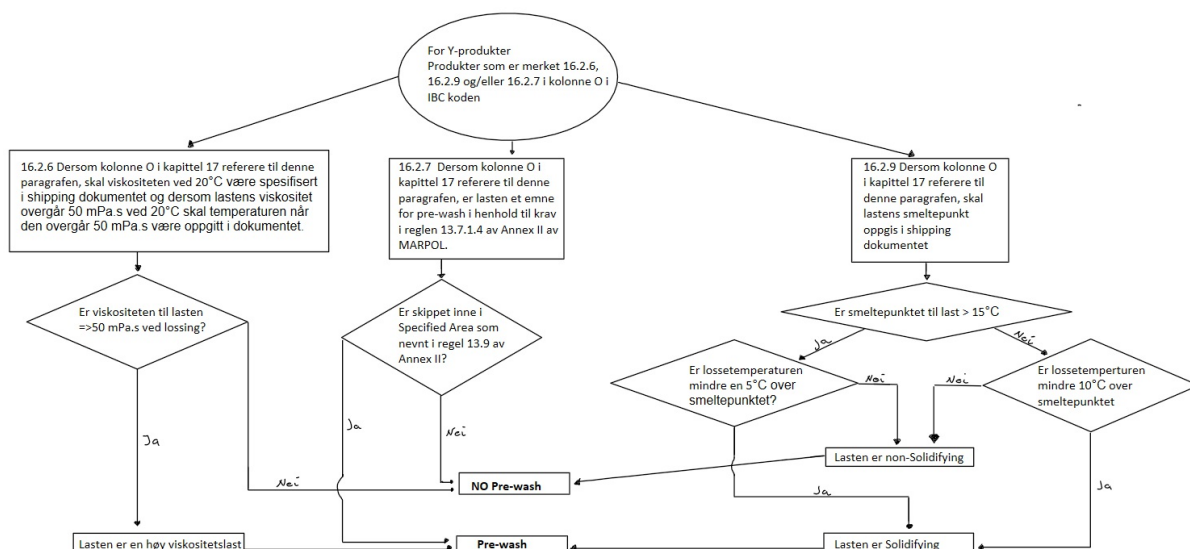 For Y-produkter
Produkter som er merket 16.2.6,
16.2.9 og/eller 16.2.7 i kolonne O i
IBC koden
16.2.6 Dersom kolonne O i kapittel 17 referere til denne
paragrafen, skal viskositeten ved 20°C være spesifisert
i shipping dokumentet og dersom lastens viskositet
overgår 50 mPa.s ved 20°C skal temperaturen når
den overgår 50 mPa.s være oppgitt i dokumentet.
16.2.7 Dersom kolonne O i
kapittel 17 referere til denne
paragrafen, er lasten et emne
for pre-wash i henhold til krav
i reglen 13.7.1.4 av Annex II av
MARPOL.
16.2.9 Dersom kolonne O
i kapittel 17 referere til
denne paragrafen, skal
lastens smeltepunkt
oppgis i shipping
dokumentet
Er viskositeten til lasten
=>50 mPa.s ved lossing?
Er skippet inne i
Specified Area som
nevnt i regel 13.9 av
Annex II?
Er smeltepunktet til last > 15°C
Ja
Nei
Er lossetemperaturen
mindre en 5°C over
smeltepunktet?
Nei
Nei
Er lossetemperturen
mindre 10°C over
smeltepunktet
Ja
Ja
Nei
Lasten er non-Solidifying
Nei
NO Pre-wash
Ja
Ja
Lasten er en høy viskositetslast
Pre-wash
Lasten er Solidifying